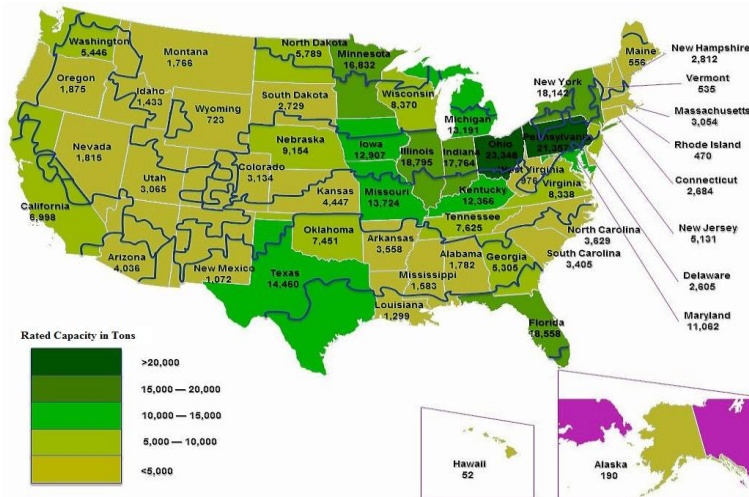 Washington
5,446
Montana
1,766
North Dakota
5,789
Minnesota
16,832
Maine
556
New Hampshire
2,812
Vermont
535
Oregon
1,875
Idaho
1,433
Wyoming
723
South Dakota
2,729
Wisconsin
8,370
Michigan
13,191
New York
18,142
Massachusetts
3,054
Rhode Island
470
Nevada
1,815
Utah
3,065
Colorado
3,134
Nebraska
9,154
Iowa
12,907
Illinois
18,795
Indiana
17,764
Ohio
23,346
Pennsylvania
21,357
Connecticut
2,684
California
6,998
Kansas
4,447
Missouri
13,724
Kentucky
12,366
West Virginia
976
Virginia
8,338
New Jersey
5,131
Arizona
4,036
New Mexico
1,072
Oklahoma
7,451
Arkansas
3,558
Tennessee
7,625
North Carolina
3,629
South Carolina
3,405
Delaware
2,605
Maryland
11,062
Texas
14,460
Louisiana
1,299
Mississippi
1,583
Alabama
1,782
Georgia
5,305
Florida
18,558
Rated Capacity in Tons
>20,000
15,000 — 20,000
10,000 — 15,000
5,000 — 10,000
<5,000
Hawaii
52
Alaska
190